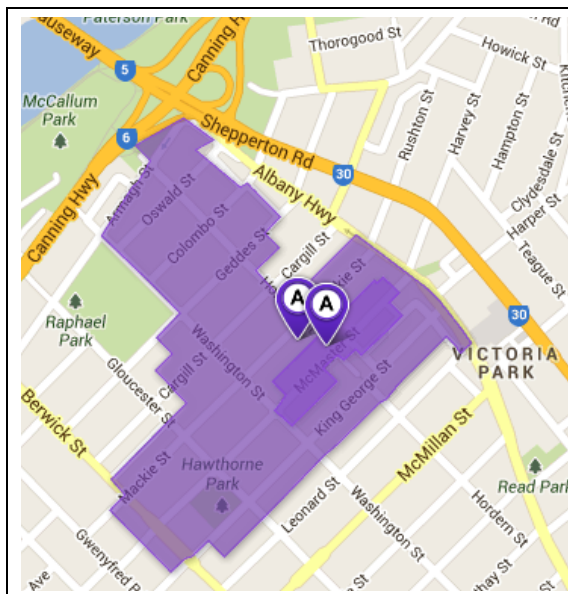 Paterson Park
Causeway
Canning Hwy
Thorogood St
Howick St
5
McCallum
Park
6
Shepperton Rd
30
Rushton St
Harvey St
Hampton St
Clydesdale St
Harper St
Teague St
Canning Hwy
Armagh St
Oswald St
Albany Hwy
Colombo St
Geddes St
Cargill St
30
Raphael
Park
A
A
McMaster St
VICTORIA
PARK
Washington St
Cargill St
Gloucester St
King George St
Berwick St
McMillan St
Mackie St
Hawthorne
Park
Read Park
Leonard St
Washington St
Hordern St
Gwenyfred
Ave